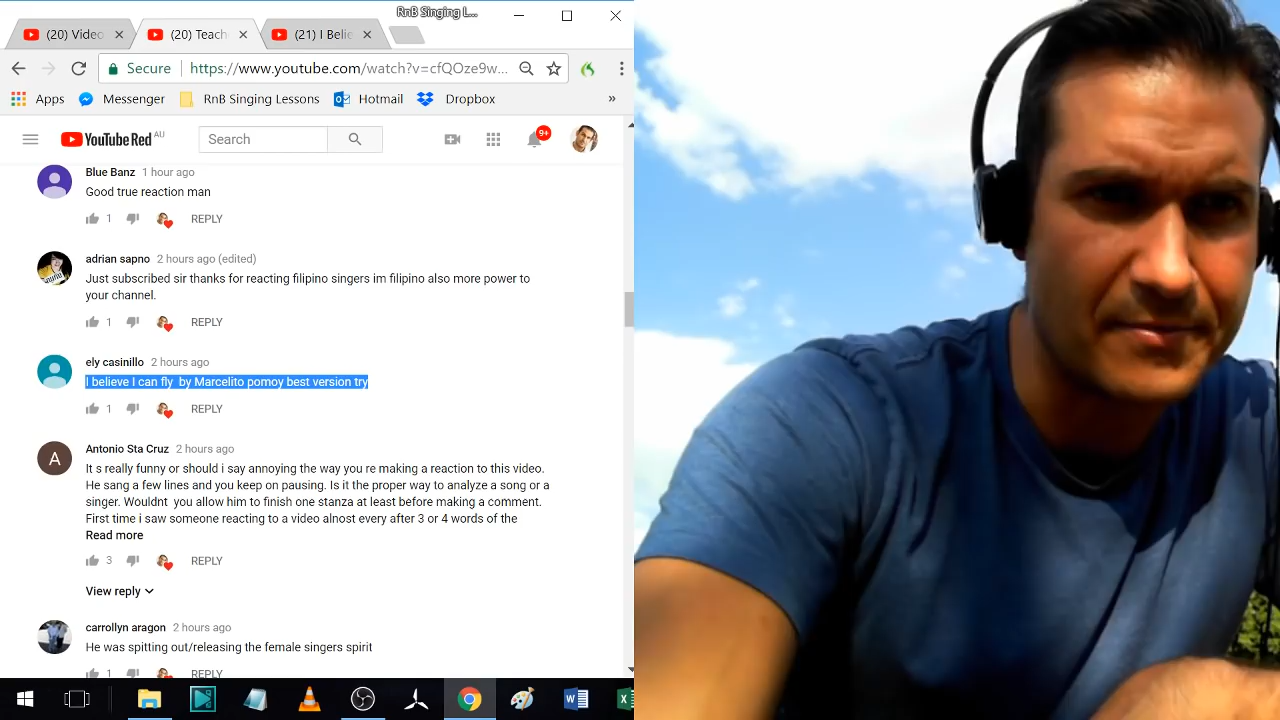 RnB Singing L...
(20) Video
(20) Teach
(21) I Belie
Secure
https://www.youtube.com/watch?v=cfQOze9w...
Apps
Messenger
RnB Singing Lessons
Hotmail
Dropbox
»
YouTube Red AU
Search
9+
Blue Banz 1 hour ago
Good true reaction man
1 REPLY
adrian sapno 2 hours ago (edited)
Just subscribed sir thanks for reacting filipino singers im filipino also more power to
your channel.
1 REPLY
ely casinillo 2 hours ago
I believe I can fly by Marcelito pomoy best version try
1 REPLY
A
Antonio Sta Cruz 2 hours ago
It s really funny or should i say annoying the way you re making a reaction to this video.
He sang a few lines and you keep on pausing. Is it the proper way to analyze a song or a
singer. Wouldnt you allow him to finish one stanza at least before making a comment.
First time i saw someone reacting to a video almost every after 3 or 4 words of the
Read more
3 REPLY
View reply
carrollyn aragon 2 hours ago
He was spitting out/releasing the female singers spirit
1 REPLY